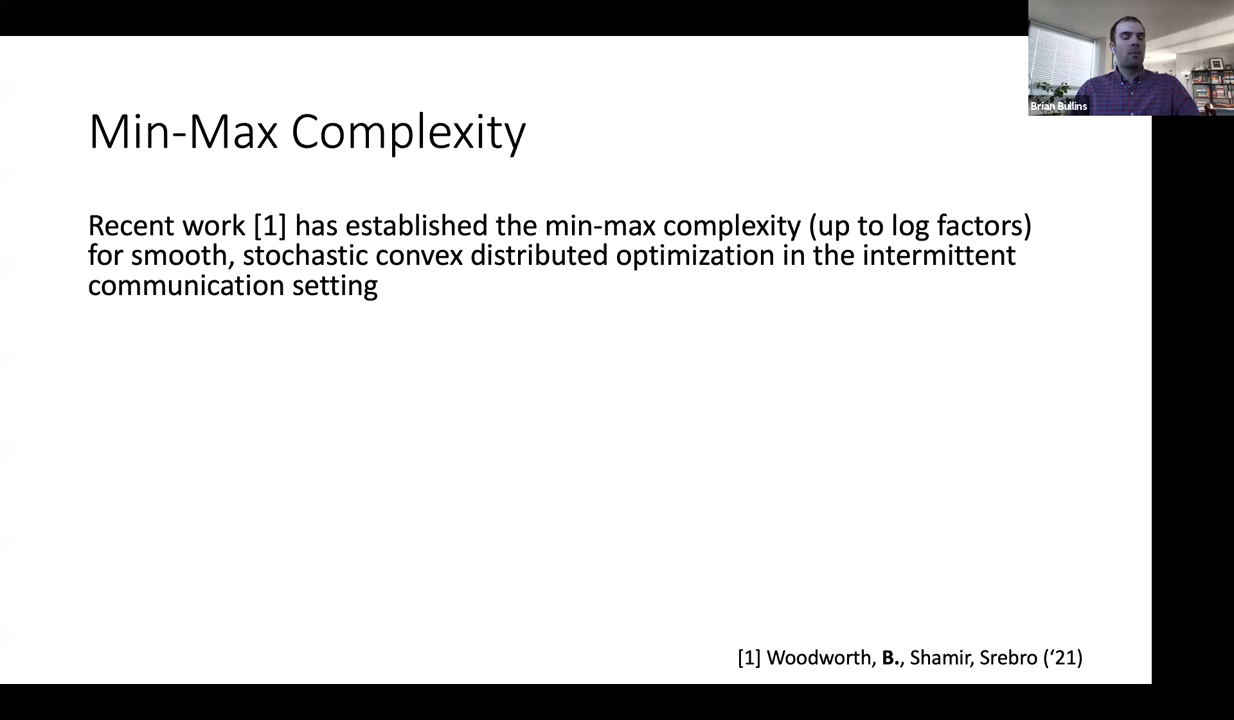 Brian Bullins
Min-Max Complexity
Recent work [1] has established the min-max complexity (up to log factors)
for smooth, stochastic convex distributed optimization in the intermittent
communication setting
[1] Woodworth, B., Shamir, Srebro (‘21)